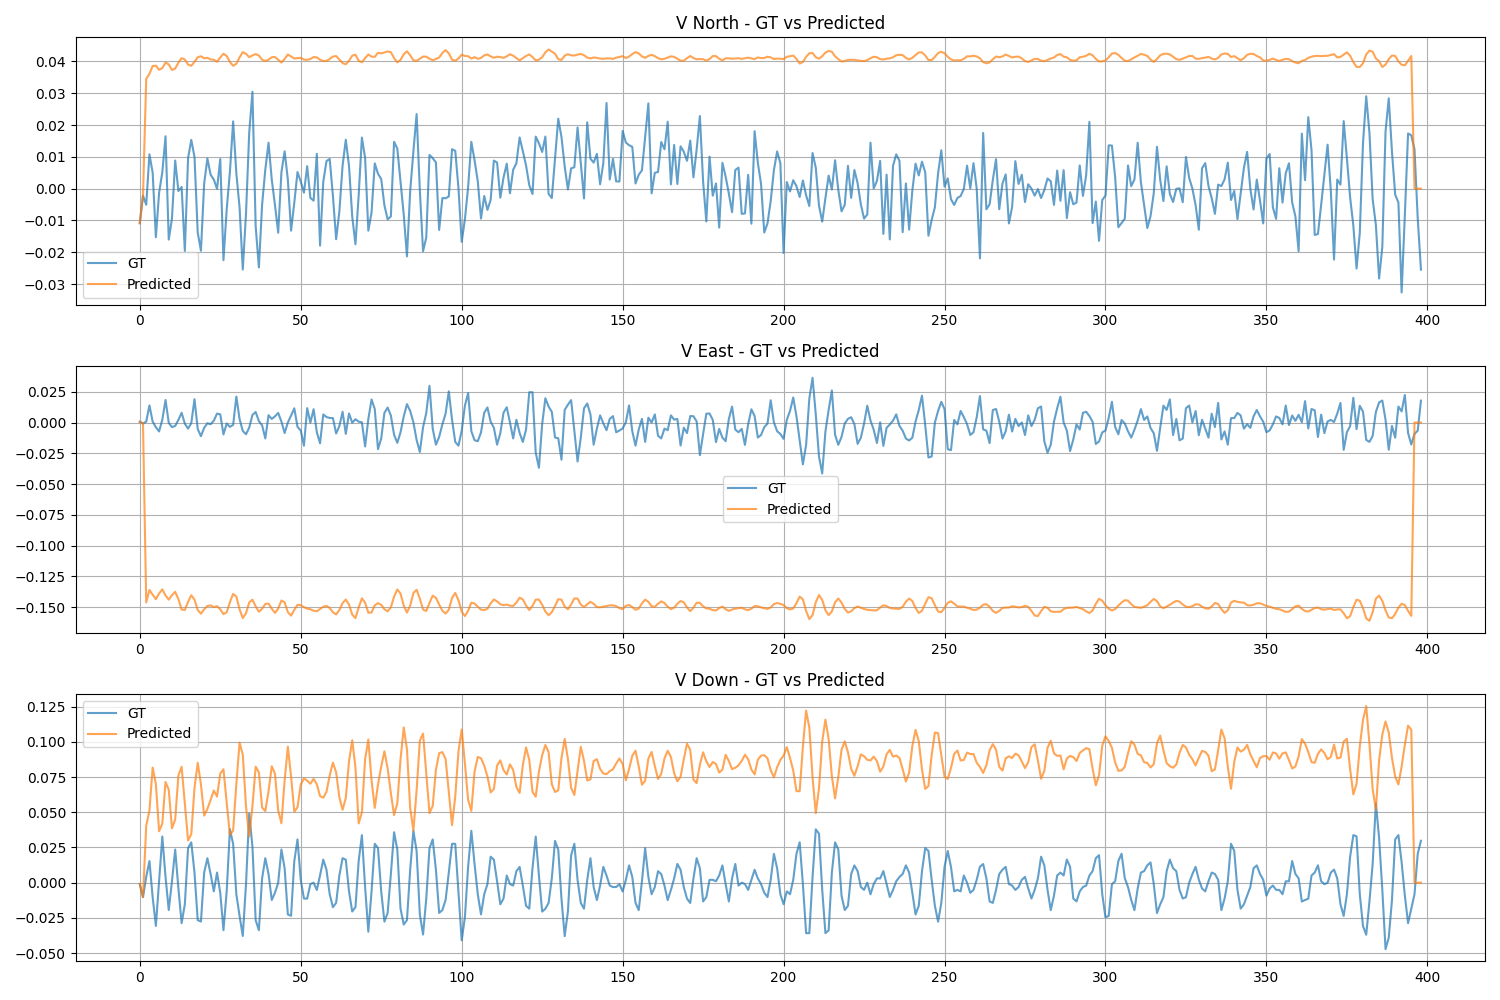 V North - GT vs Predicted
0.04
0.03
0.02
0.01
0.00
−0.01
−0.02
−0.03
GT
Predicted
0 50 100 150 200 250 300 350 400
V East - GT vs Predicted
0.025
0.000
−0.025
−0.050
−0.075
−0.100
−0.125
−0.150
GT
Predicted
0 50 100 150 200 250 300 350 400
V Down - GT vs Predicted
0.125
0.100
0.075
0.050
0.025
0.000
−0.025
−0.050
GT
Predicted
0 50 100 150 200 250 300 350 400